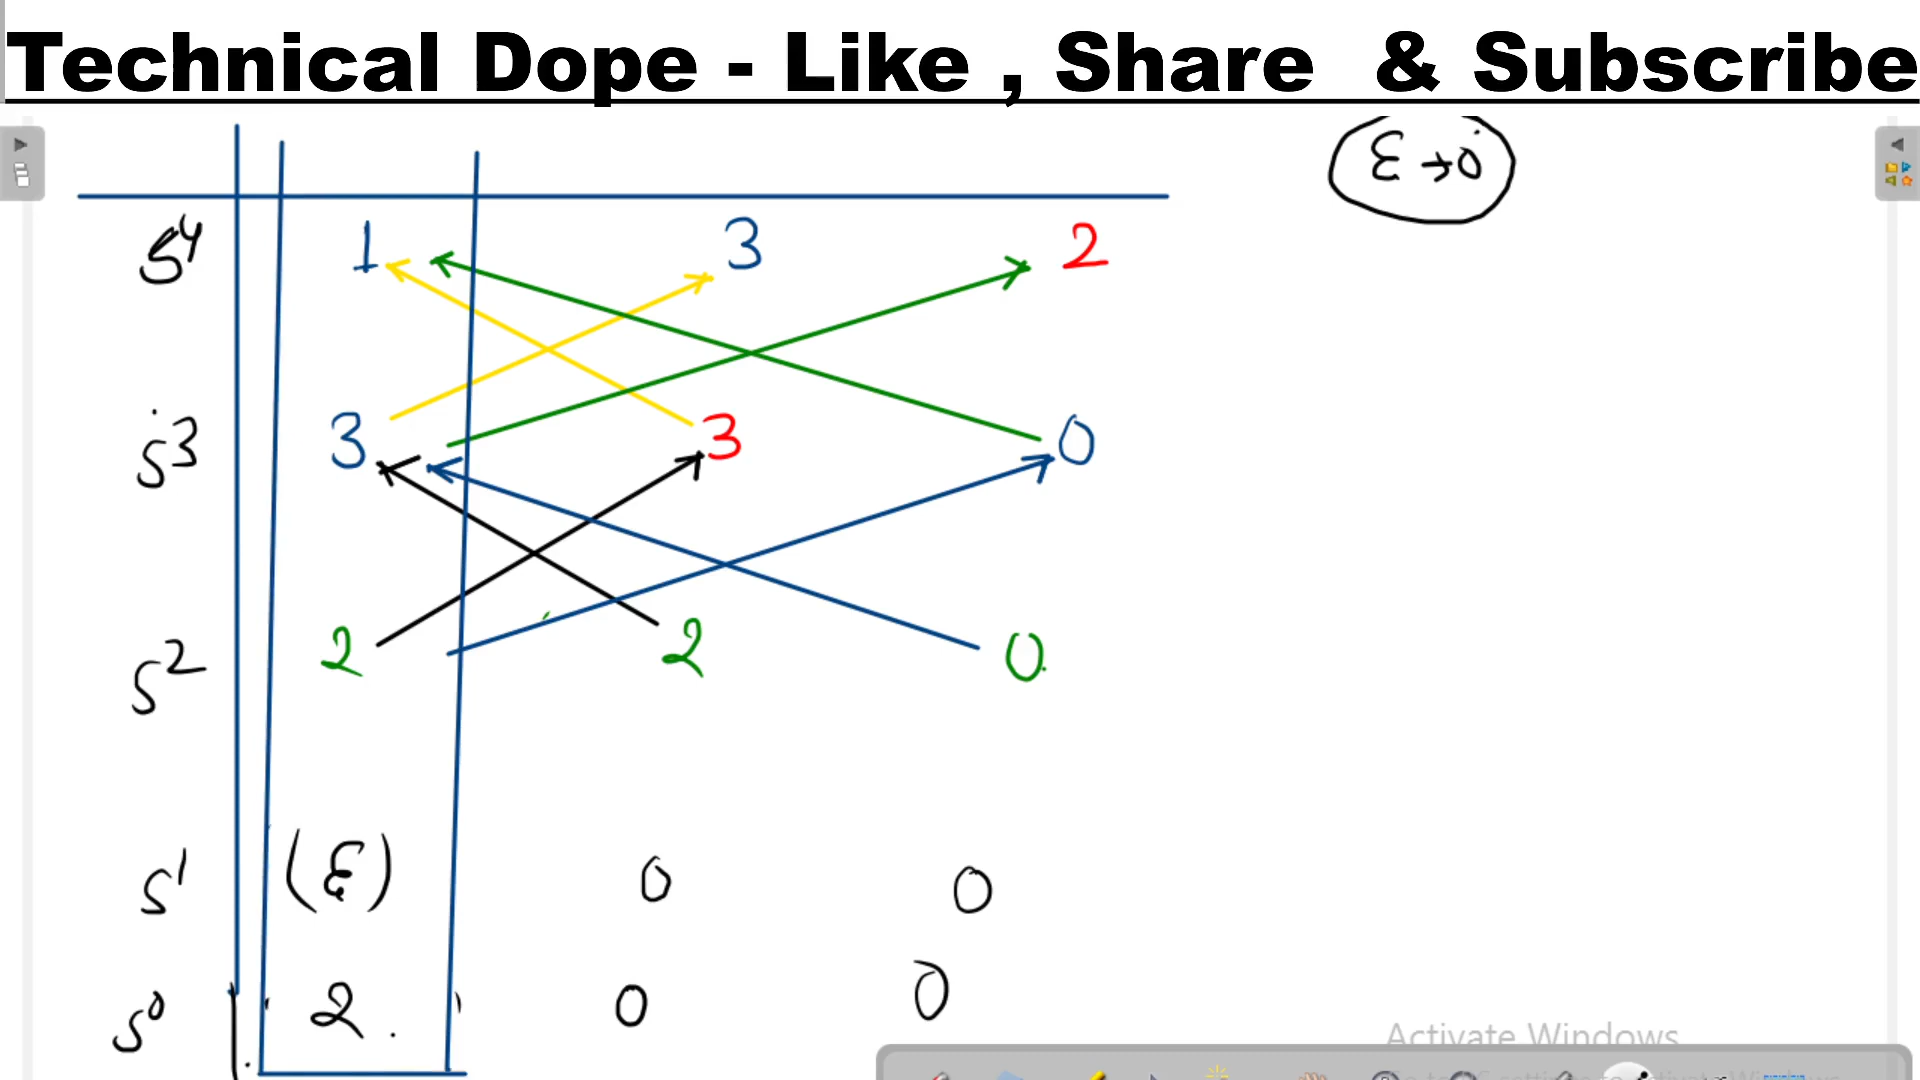 Technical Dope - Like , Share & Subscribe
ε→0
s⁴ 1 3 2
s³ 3 3 0
s² 2 2 0
s¹ (ε) 0 0
s⁰ 2 0 0
Activate Windows